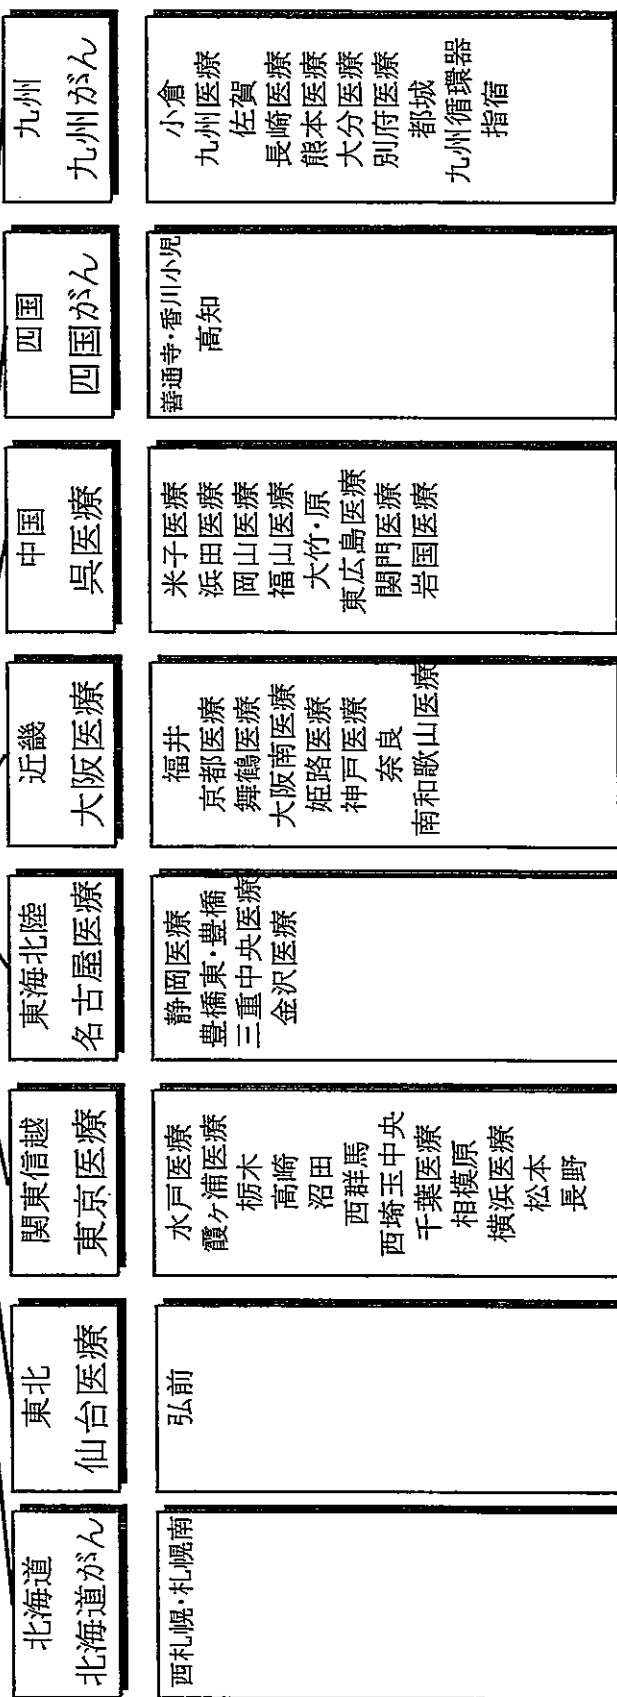 北海道
北海道がん
西札幌・札幌南
東北
仙台医療
弘前
関東信越
東京医療
水戸医療
霞ヶ浦医療
栃木
高崎
沼田
西群馬
西埼玉中央
千葉医療
相模原
横浜医療
松本
長野
東海北陸
名古屋医療
静岡医療
豊橋東・豊橋
三重中央医療
金沢医療
近畿
大阪医療
福井
京都医療
舞鶴医療
大阪南医療
姫路医療
神戸医療
奈良
南和歌山医療
中国
呉医療
米子医療
浜田医療
岡山医療
福山医療
大竹・原
東広島医療
関門医療
岩国医療
四国
四国がん
善通寺・香川小児
高知
九州
九州がん
小倉
九州医療
佐賀
長崎医療
熊本医療
大分医療
別府医療
都城
九州循環器
指宿